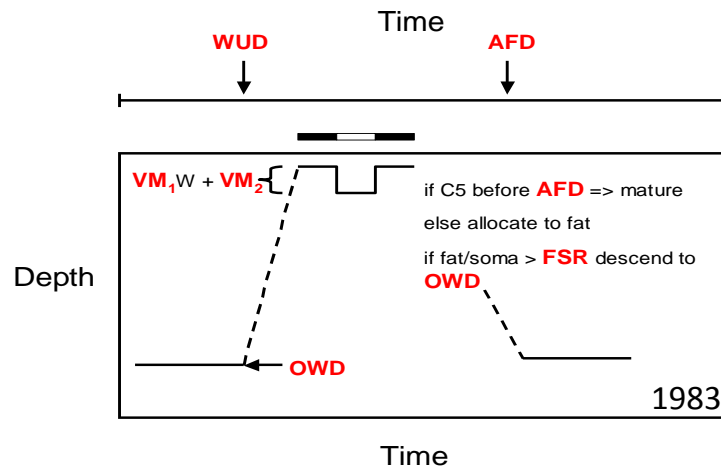 Time
WUD
AFD
VM₁W + VM₂
if C5 before AFD => mature
else allocate to fat
if fat/soma > FSR descend to
OWD
Depth
OWD
1983
Time